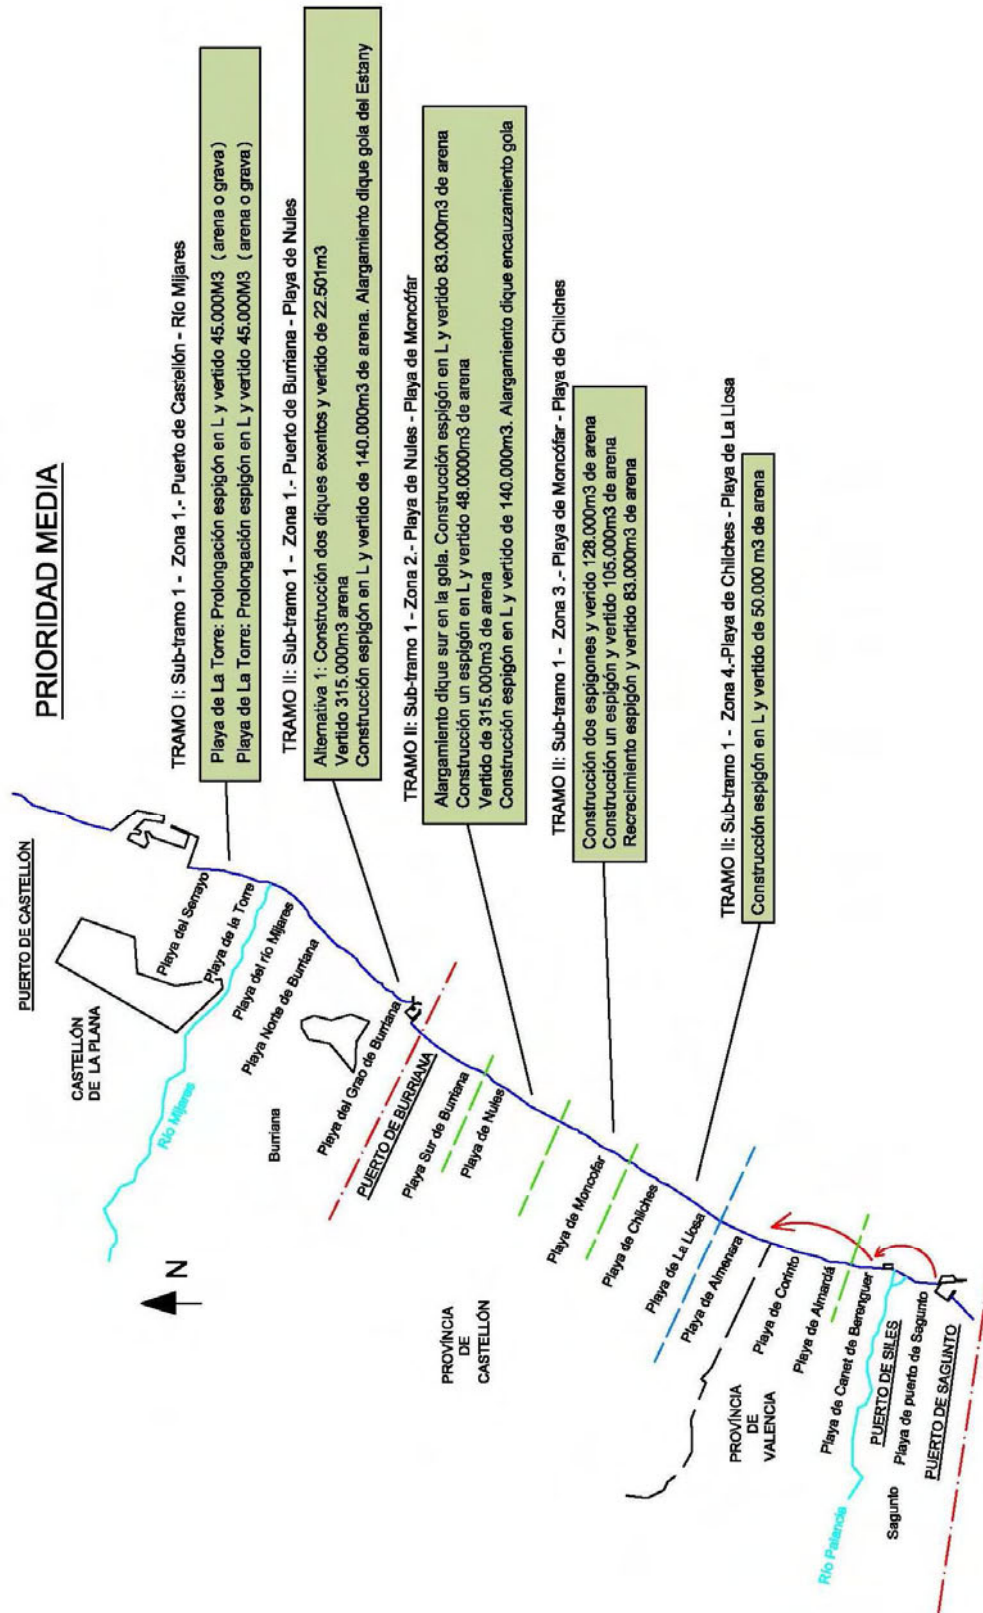 PRIORIDAD MEDIA
TRAMO I: Sub-tramo 1 - Zona 1.- Puerto de Castellón - Río Mijares
Playa de La Torre: Prolongación espigón en L y vertido 45.000M3 (arena o grava)
Playa de La Torre: Prolongación espigón en L y vertido 45.000M3 (arena o grava)
TRAMO II: Sub-tramo 1 - Zona 1.- Puerto de Burriana - Playa de Nules
Alternativa 1: Construcción dos diques exentos y vertido de 22.501m3
Vertido 315.000m3 arena
Construcción espigón en L y vertido de 140.000m3 de arena. Alargamiento dique gola del Estany
TRAMO II: Sub-tramo 1 - Zona 2.- Playa de Nules - Playa de Moncófar
Alargamiento dique sur en la gola. Construcción espigón en L y vertido 83.000m3 de arena
Construcción un espigón en L y vertido 48.0000m3 de arena
Vertido de 315.000m3 de arena
Construcción espigón en L y vertido de 140.000m3. Alargamiento dique encauzamiento gola
TRAMO II: Sub-tramo 1 - Zona 3 .- Playa de Moncófar - Playa de Chilches
Construcción dos espigones y verido 128.000m3 de arena
Construcción un espigón y vertido 105.000m3 de arena
Recrecimiento espigón y vertido 83.000m3 de arena
TRAMO II: Sub-tramo 1 - Zona 4.-Playa de Chilches - Playa de La Llosa
Construcción espigón en L y vertido de 50.000 m3 de arena
PUERTO DE CASTELLÓN
CASTELLÓN
DE LA PLANA
Playa del Serrayo
Playa de la Torre
Río Mijares
Playa del río Mijares
Playa Norte de Burriana
Burriana
Playa del Grao de Burriana
PUERTO DE BURRIANA
Playa Sur de Burriana
Playa de Nules
N
Playa de Moncofar
Playa de Chilches
PROVÍNCIA
DE
CASTELLÓN
Playa de La Llosa
Playa de Almenara
Playa de Corinto
PROVÍNCIA
DE
VALENCIA
Playa de Almardá
Playa de Canet de Berenguer
PUERTO DE SILES
Río Palancia
Sagunto
Playa de puerto de Sagunto
PUERTO DE SAGUNTO